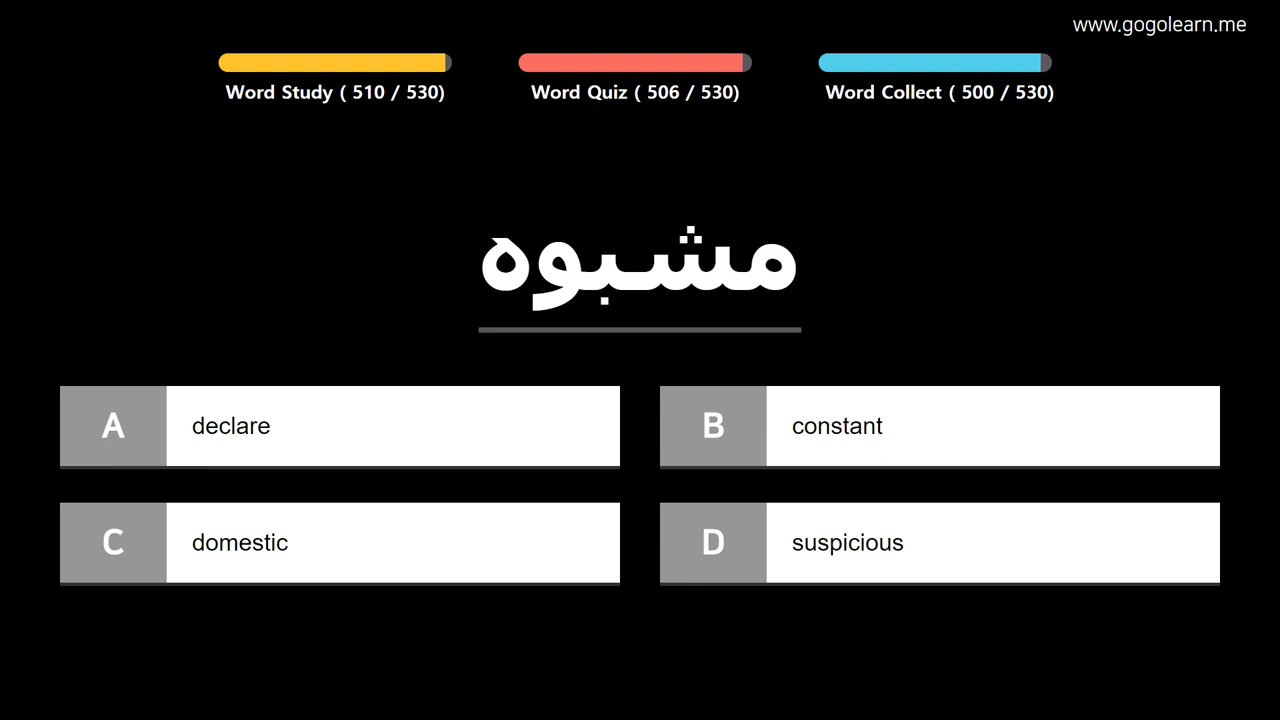 www.gogolearn.me
Word Study ( 510 / 530)
Word Quiz ( 506 / 530)
Word Collect ( 500 / 530)
مشبوه
A declare
B constant
C domestic
D suspicious